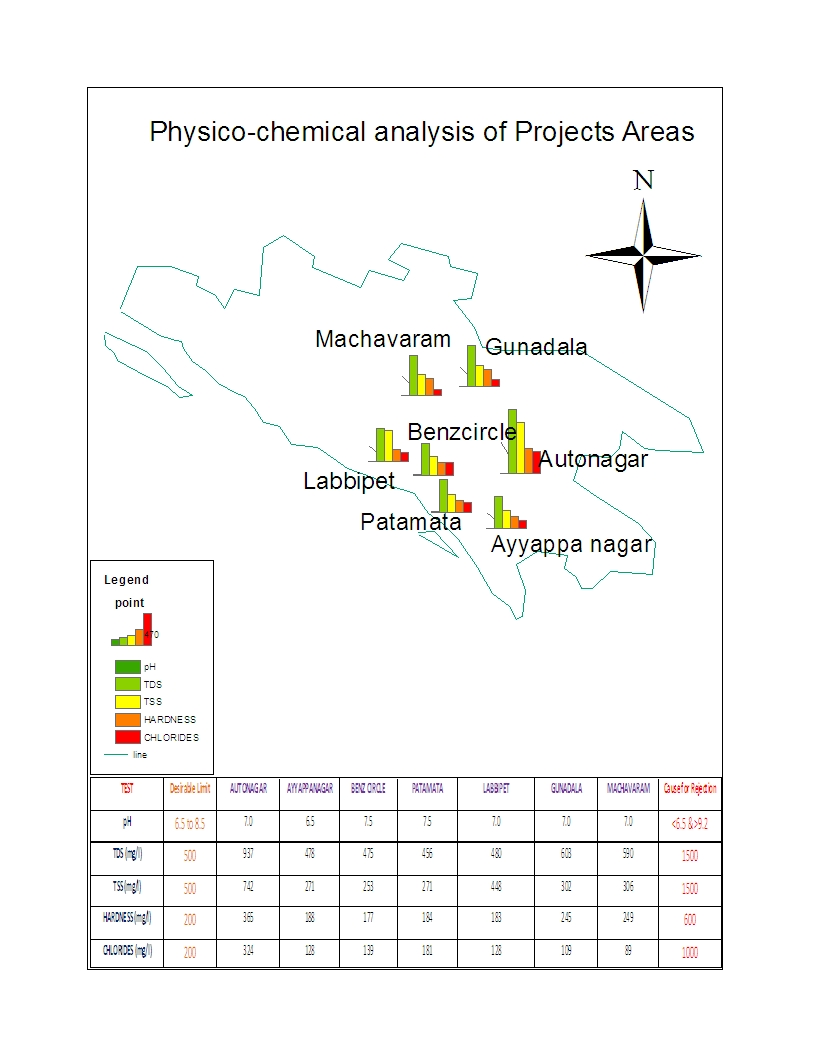 Physico-chemical analysis of Projects Areas
N
Machavaram
Gunadala
Benzcircle
Autonagar
Labbipet
Patamata
Ayyappa nagar
Legend
point
470
pH
TDS
TSS
HARDNESS
CHLORIDES
line
TEST Desirable Limit AUTONAGAR AYYAPPANAGAR BENZ CIRCLE PATAMATA LABBIPET GUNADALA MACHAVARAM Cause for Rejection
pH 6.5 to 8.5 7.0 6.5 7.5 7.5 7.0 7.0 7.0 <6.5 &>9.2
TDS (mg/l) 500 937 478 475 456 480 603 590 1500
TSS (mg/l) 500 742 271 253 271 448 302 306 1500
HARDNESS (mg/l) 200 365 188 177 184 183 245 249 600
CHLORIDES (mg/l) 200 324 128 139 181 128 109 89 1000